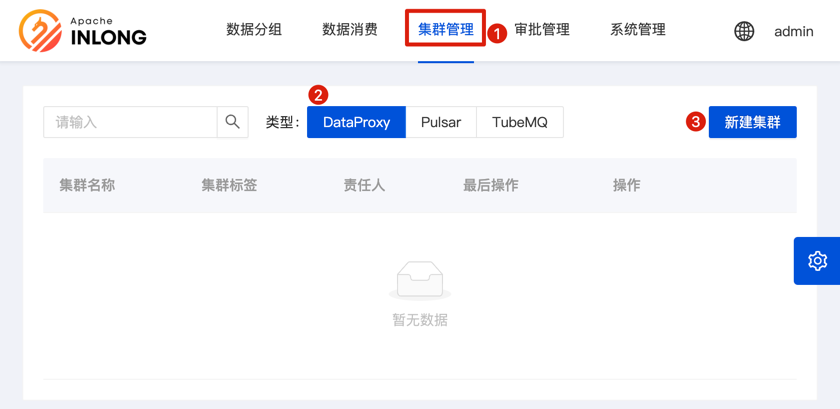 Apache
INLONG
数据分组 数据消费 集群管理 1 审批管理 系统管理 admin
2
请输入 类型: DataProxy Pulsar TubeMQ 3 新建集群
集群名称 集群标签 责任人 最后操作 操作
暂无数据